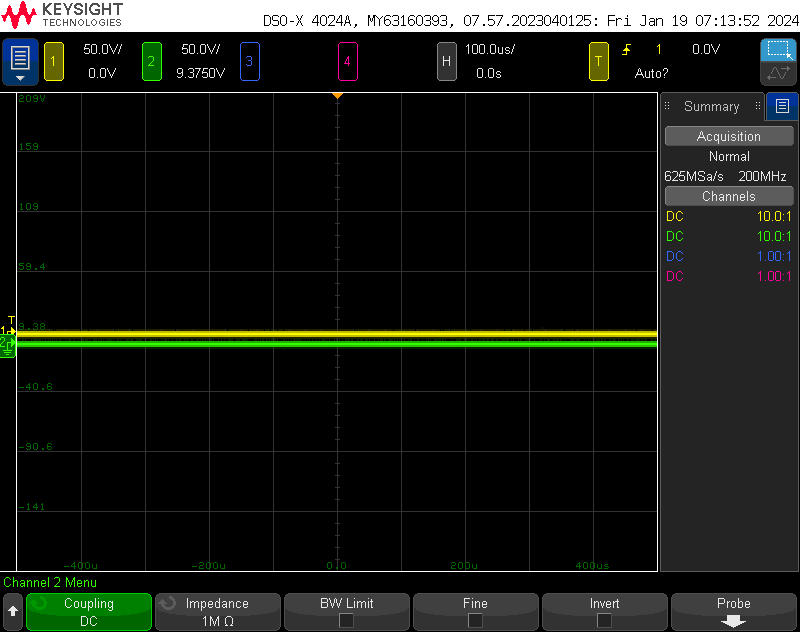 KEYSIGHT
TECHNOLOGIES
DSO-X 4024A, MY63160393, 07.57.2023040125: Fri Jan 19 07:13:52 2024
1 50.0V/ 2 50.0V/ 3 4 H 100.0us/ T 1 0.0V
0.0V 9.3750V 0.0s Auto?
209V
159
109
59.4
T
1 9.38
2
-40.6
-90.6
-141
-400u -200u 0.0 200u 400us
Summary
Acquisition
Normal
625MSa/s 200MHz
Channels
DC 10.0:1
DC 10.0:1
DC 1.00:1
DC 1.00:1
Channel 2 Menu
Coupling Impedance BW Limit Fine Invert Probe
DC 1M Ω